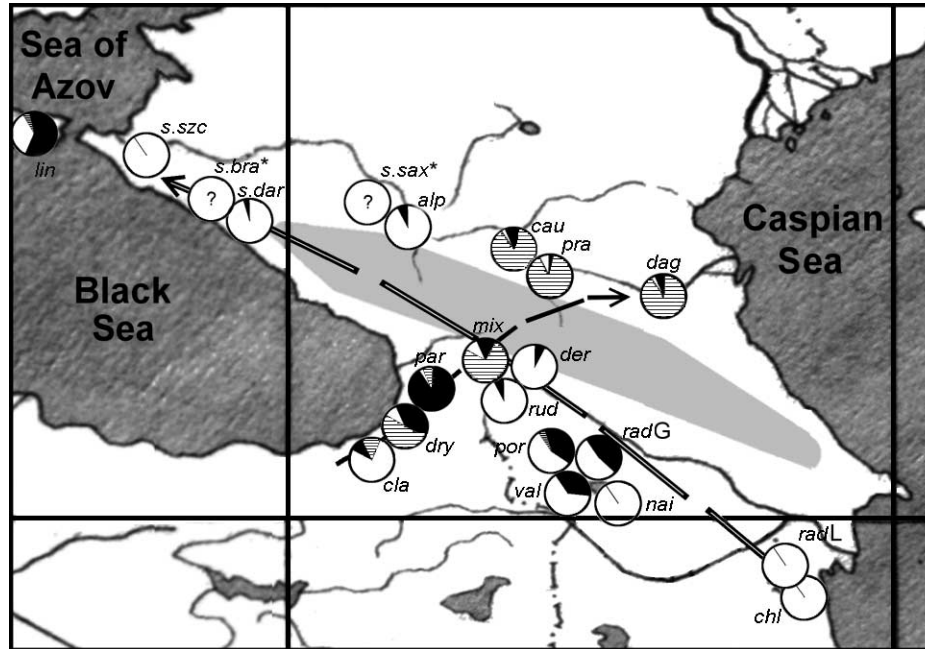 Sea of
Azov
lin
s.szc
s.bra*
?
s.dar
s.sax*
?
alp
cau
pra
dag
Caspian
Sea
Black
Sea
mix
der
par
rud
dry
cla
por
radG
val
nai
radL
chl